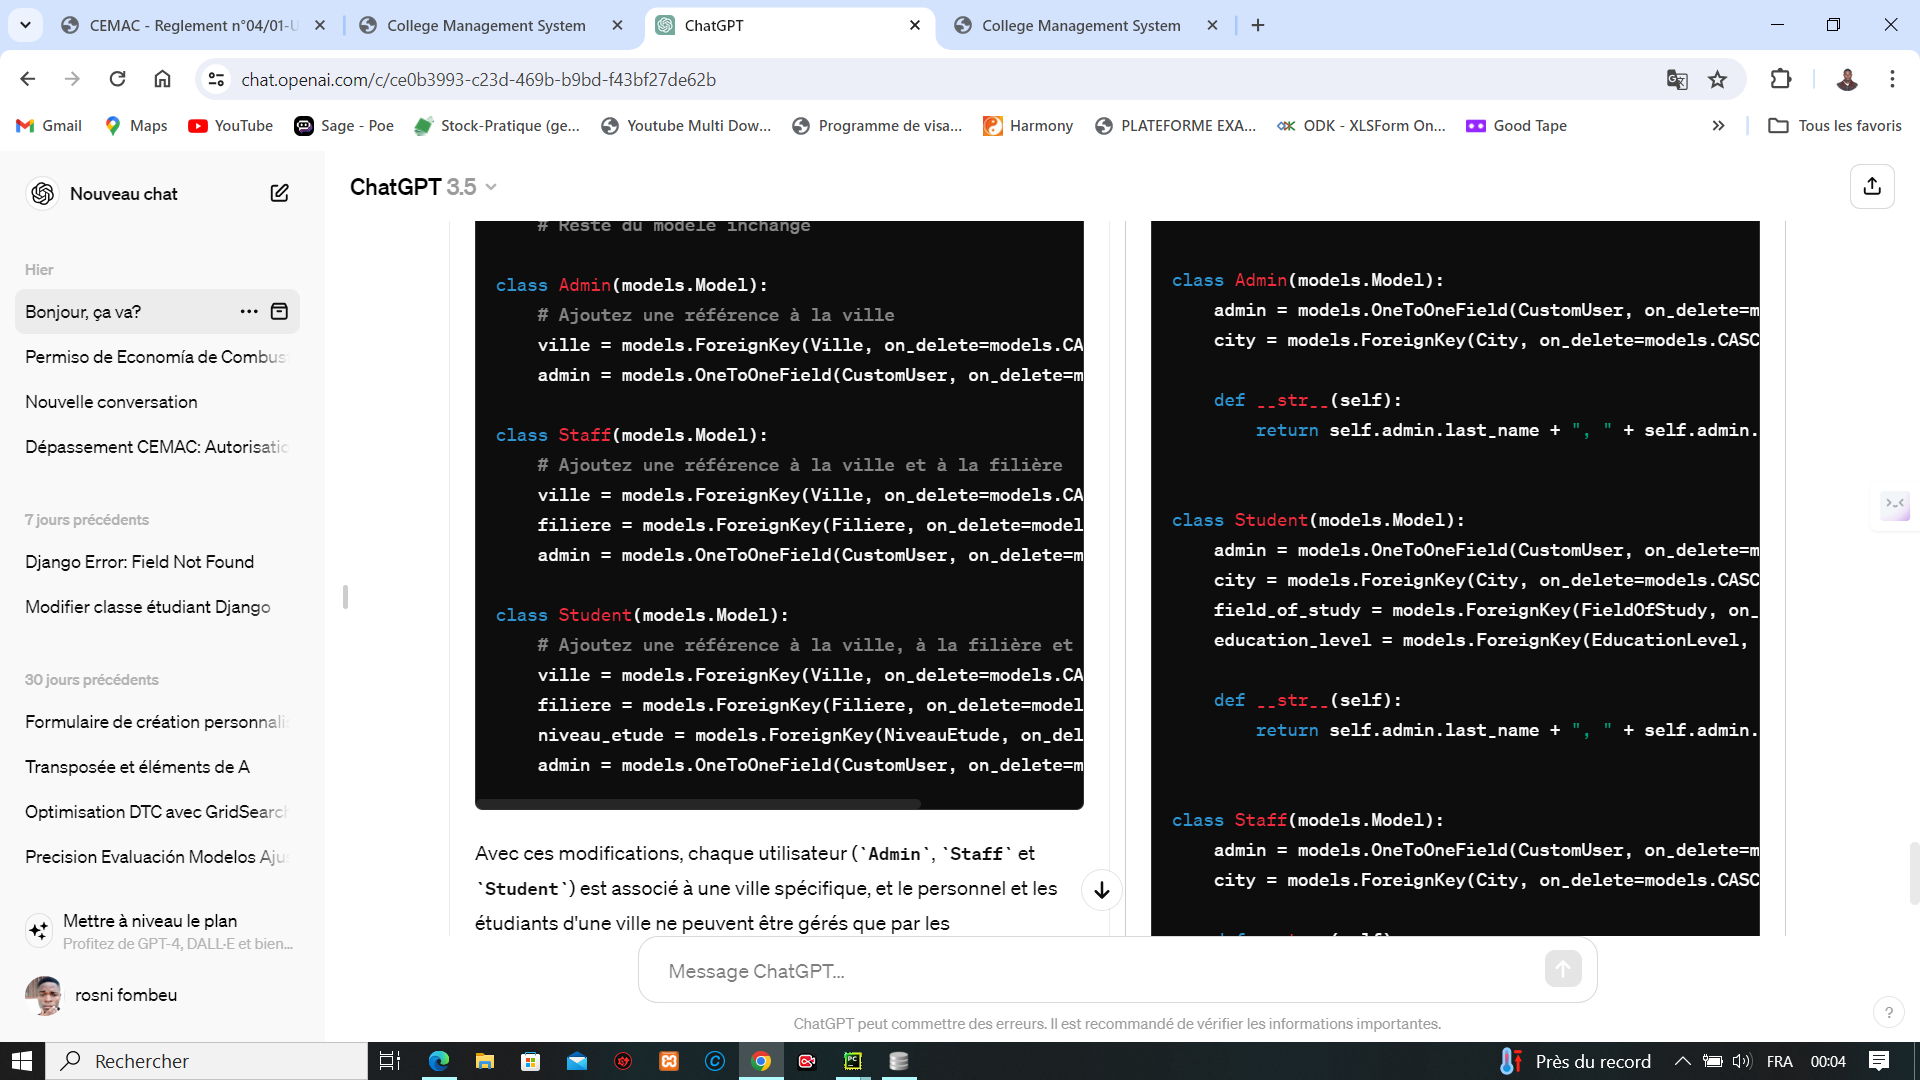 CEMAC - Reglement n°04/01-U
College Management System
ChatGPT
College Management System
chat.openai.com/c/ce0b3993-c23d-469b-b9bd-f43bf27de62b
Gmail
Maps
YouTube
Sage - Poe
Stock-Pratique (ge...
Youtube Multi Dow...
Programme de visa...
Harmony
PLATEFORME EXA...
ODK - XLSForm On...
Good Tape
Tous les favoris
Nouveau chat
Hier
Bonjour, ça va?
Permiso de Economía de Combus
Nouvelle conversation
Dépassement CEMAC: Autorisatio
7 jours précédents
Django Error: Field Not Found
Modifier classe étudiant Django
30 jours précédents
Formulaire de création personnalis
Transposée et éléments de A
Optimisation DTC avec GridSearch
Precision Evaluación Modelos Aju
Mettre à niveau le plan
Profitez de GPT-4, DALL·E et bien...
rosni fombeu
ChatGPT 3.5
# Reste du modèle inchangé
class Admin(models.Model):
# Ajoutez une référence à la ville
ville = models.ForeignKey(Ville, on_delete=models.CA
admin = models.OneToOneField(CustomUser, on_delete=m
class Staff(models.Model):
# Ajoutez une référence à la ville et à la filière
ville = models.ForeignKey(Ville, on_delete=models.CA
filiere = models.ForeignKey(Filiere, on_delete=model
admin = models.OneToOneField(CustomUser, on_delete=m
class Student(models.Model):
# Ajoutez une référence à la ville, à la filière et
ville = models.ForeignKey(Ville, on_delete=models.CA
filiere = models.ForeignKey(Filiere, on_delete=model
niveau_etude = models.ForeignKey(NiveauEtude, on_del
admin = models.OneToOneField(CustomUser, on_delete=m
Avec ces modifications, chaque utilisateur (`Admin`, `Staff` et
`Student`) est associé à une ville spécifique, et le personnel et les
étudiants d'une ville ne peuvent être gérés que par les
class Admin(models.Model):
admin = models.OneToOneField(CustomUser, on_delete=m
city = models.ForeignKey(City, on_delete=models.CASC
def __str__(self):
return self.admin.last_name + ", " + self.admin.
class Student(models.Model):
admin = models.OneToOneField(CustomUser, on_delete=m
city = models.ForeignKey(City, on_delete=models.CASC
field_of_study = models.ForeignKey(FieldOfStudy, on_
education_level = models.ForeignKey(EducationLevel,
def __str__(self):
return self.admin.last_name + ", " + self.admin.
class Staff(models.Model):
admin = models.OneToOneField(CustomUser, on_delete=m
city = models.ForeignKey(City, on_delete=models.CASC
Message ChatGPT...
ChatGPT peut commettre des erreurs. Il est recommandé de vérifier les informations importantes.
?
Rechercher
Près du record
FRA
00:04